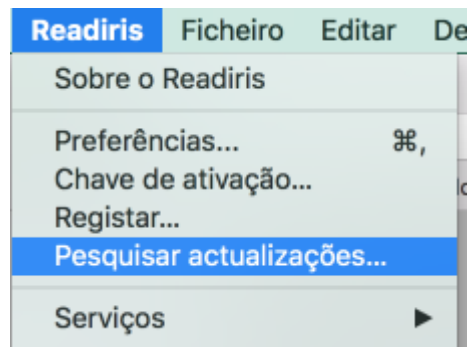 Readiris Ficheiro Editar
Sobre o Readiris
Preferências... ⌘,
Chave de ativação...
Registar...
Pesquisar actualizações...
Serviços ▶